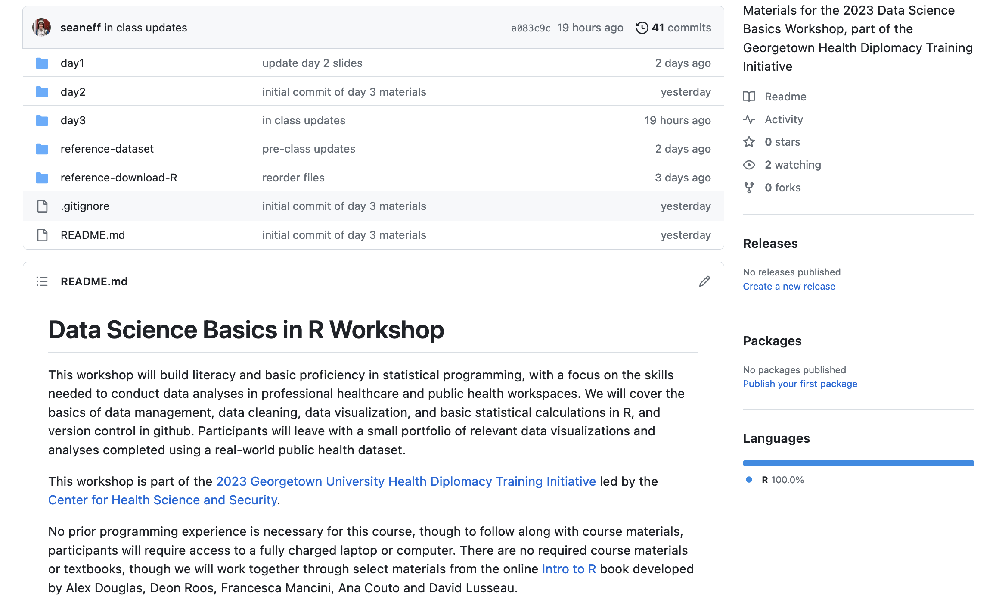 seaneff in class updates a083c9c 19 hours ago 41 commits
day1 update day 2 slides 2 days ago
day2 initial commit of day 3 materials yesterday
day3 in class updates 19 hours ago
reference-dataset pre-class updates 2 days ago
reference-download-R reorder files 3 days ago
.gitignore initial commit of day 3 materials yesterday
README.md initial commit of day 3 materials yesterday
README.md
Data Science Basics in R Workshop
This workshop will build literacy and basic proficiency in statistical programming, with a focus on the skills
needed to conduct data analyses in professional healthcare and public health workspaces. We will cover the
basics of data management, data cleaning, data visualization, and basic statistical calculations in R, and
version control in github. Participants will leave with a small portfolio of relevant data visualizations and
analyses completed using a real-world public health dataset.
This workshop is part of the 2023 Georgetown University Health Diplomacy Training Initiative led by the
Center for Health Science and Security.
No prior programming experience is necessary for this course, though to follow along with course materials,
participants will require access to a fully charged laptop or computer. There are no required course materials
or textbooks, though we will work together through select materials from the online Intro to R book developed
by Alex Douglas, Deon Roos, Francesca Mancini, Ana Couto and David Lusseau.
Materials for the 2023 Data Science
Basics Workshop, part of the
Georgetown Health Diplomacy Training
Initiative
Readme
Activity
0 stars
2 watching
0 forks
Releases
No releases published
Create a new release
Packages
No packages published
Publish your first package
Languages
R 100.0%